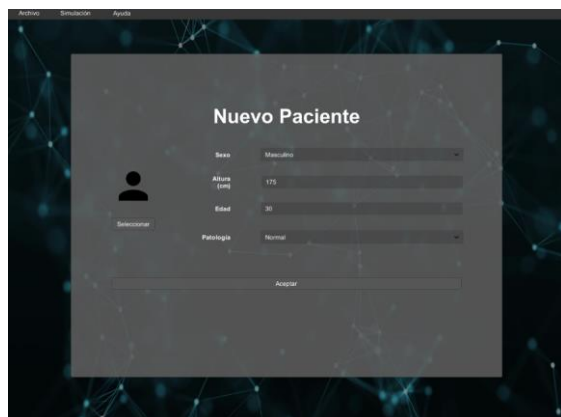 Archivo Simulación Ayuda
Nuevo Paciente
Sexo Masculino
Altura
(cm) 175
Edad 30
Seleccionar
Patología Normal
Aceptar